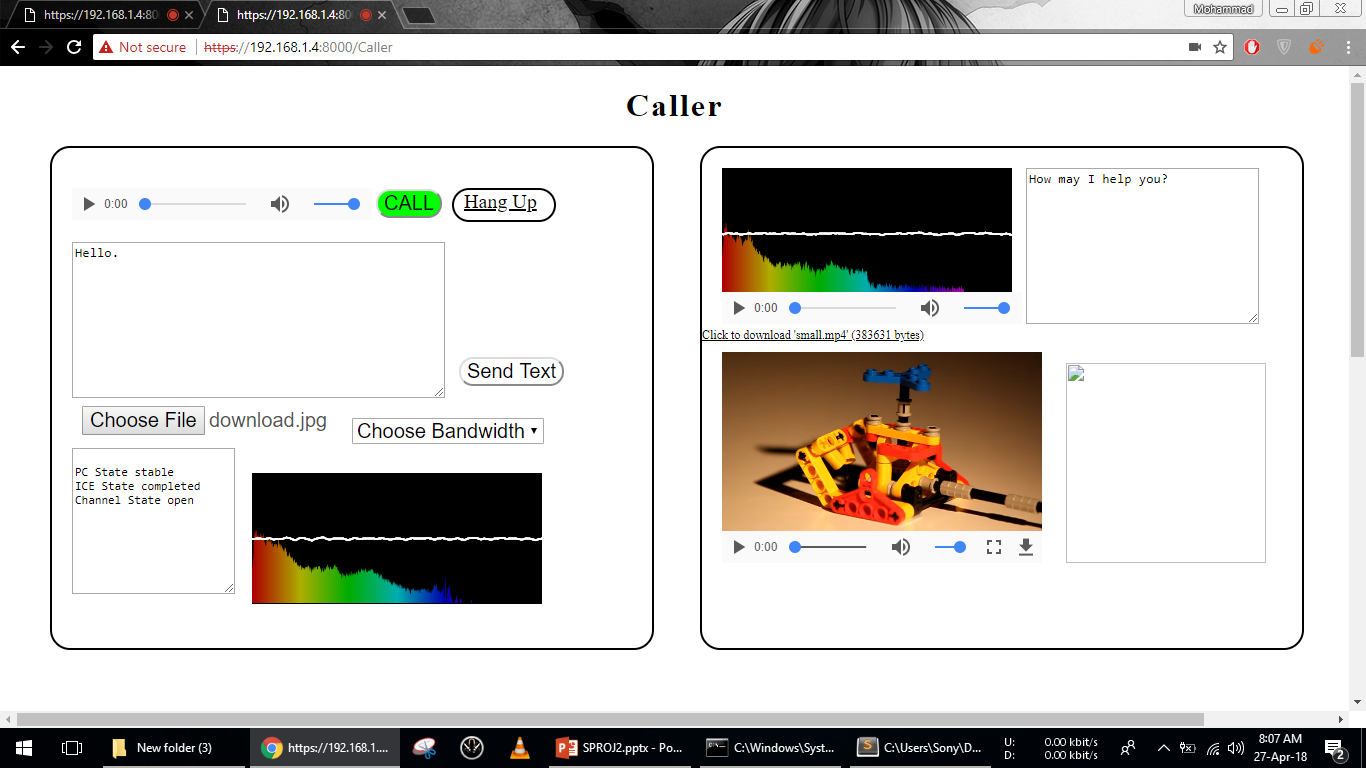 https://192.168.1.4:80
https://192.168.1.4:80
Mohammad
Not secure
https://192.168.1.4:8000/Caller
Caller
0:00
CALL
Hang Up
Hello.
Send Text
Choose File
download.jpg
Choose Bandwidth
PC State stable
ICE State completed
Channel State open
How may I help you?
0:00
Click to download 'small.mp4' (383631 bytes)
0:00
New folder (3)
https://192.168.1....
SPROJ2.pptx - Po...
C:\Windows\Syst...
C:\Users\Sony\D...
U: 0.00 kbit/s
D: 0.00 kbit/s
8:07 AM
27-Apr-18
2